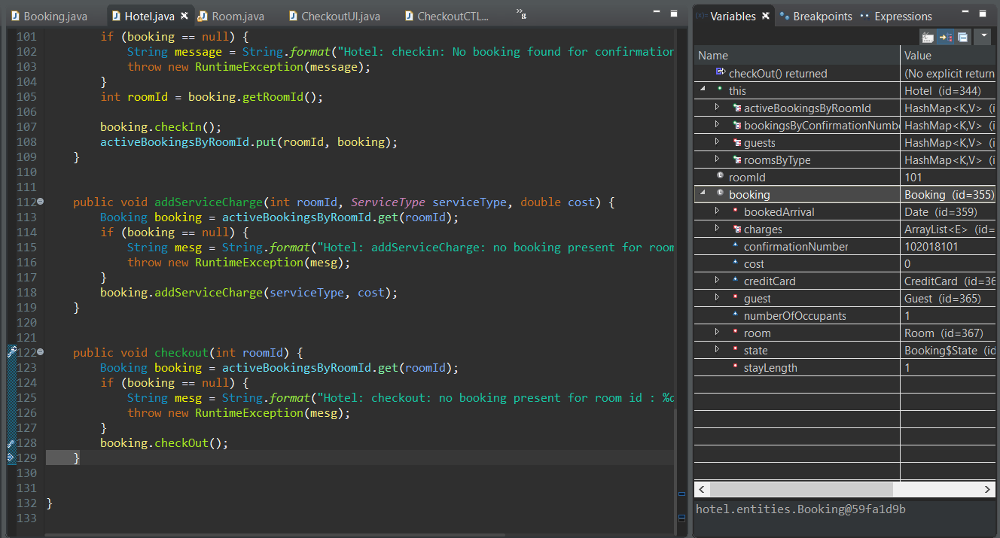 Booking.java
Hotel.java
Room.java
CheckoutUI.java
CheckoutCTL...
»8
101 if (booking == null) {
102 String message = String.format("Hotel: checkin: No booking found for confirmation
103 throw new RuntimeException(message);
104 }
105 int roomId = booking.getRoomId();
106
107 booking.checkIn();
108 activeBookingsByRoomId.put(roomId, booking);
109 }
110
111
112 public void addServiceCharge(int roomId, ServiceType serviceType, double cost) {
113 Booking booking = activeBookingsByRoomId.get(roomId);
114 if (booking == null) {
115 String mesg = String.format("Hotel: addServiceCharge: no booking present for room
116 throw new RuntimeException(mesg);
117 }
118 booking.addServiceCharge(serviceType, cost);
119 }
120
121
122 public void checkout(int roomId) {
123 Booking booking = activeBookingsByRoomId.get(roomId);
124 if (booking == null) {
125 String mesg = String.format("Hotel: checkout: no booking present for room id : %d
126 throw new RuntimeException(mesg);
127 }
128 booking.checkOut();
129 }
130
131
132 }
133
(x)= Variables Breakpoints Expressions
Name Value
checkOut() returned (No explicit return
this Hotel (id=344)
activeBookingsByRoomId HashMap<K,V> (i
bookingsByConfirmationNumbe HashMap<K,V> (i
guests HashMap<K,V> (i
roomsByType HashMap<K,V> (i
roomId 101
booking Booking (id=355)
bookedArrival Date (id=359)
charges ArrayList<E> (id=
confirmationNumber 102018101
cost 0
creditCard CreditCard (id=36
guest Guest (id=365)
numberOfOccupants 1
room Room (id=367)
state Booking$State (id
stayLength 1
hotel.entities.Booking@59fa1d9b